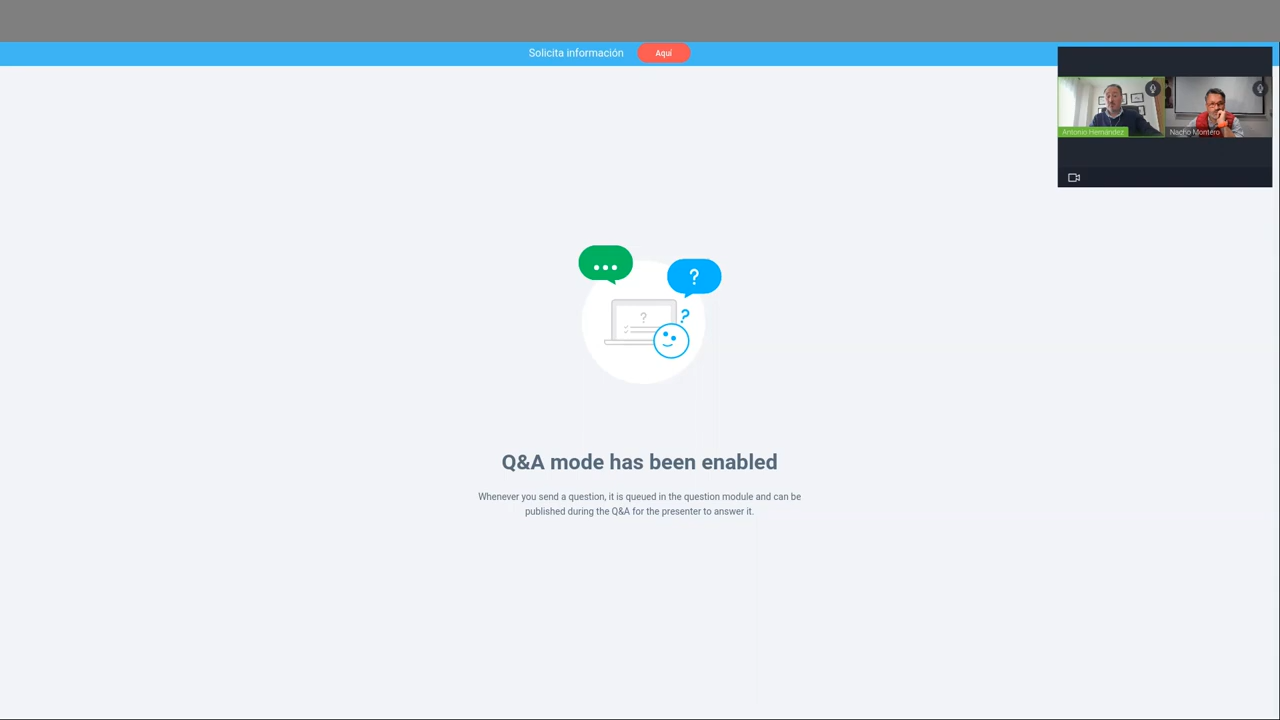 Solicita información
Aquí
Antonio Hernández
Nacho Montero
?
?
?
Q&A mode has been enabled
Whenever you send a question, it is queued in the question module and can be
published during the Q&A for the presenter to answer it.